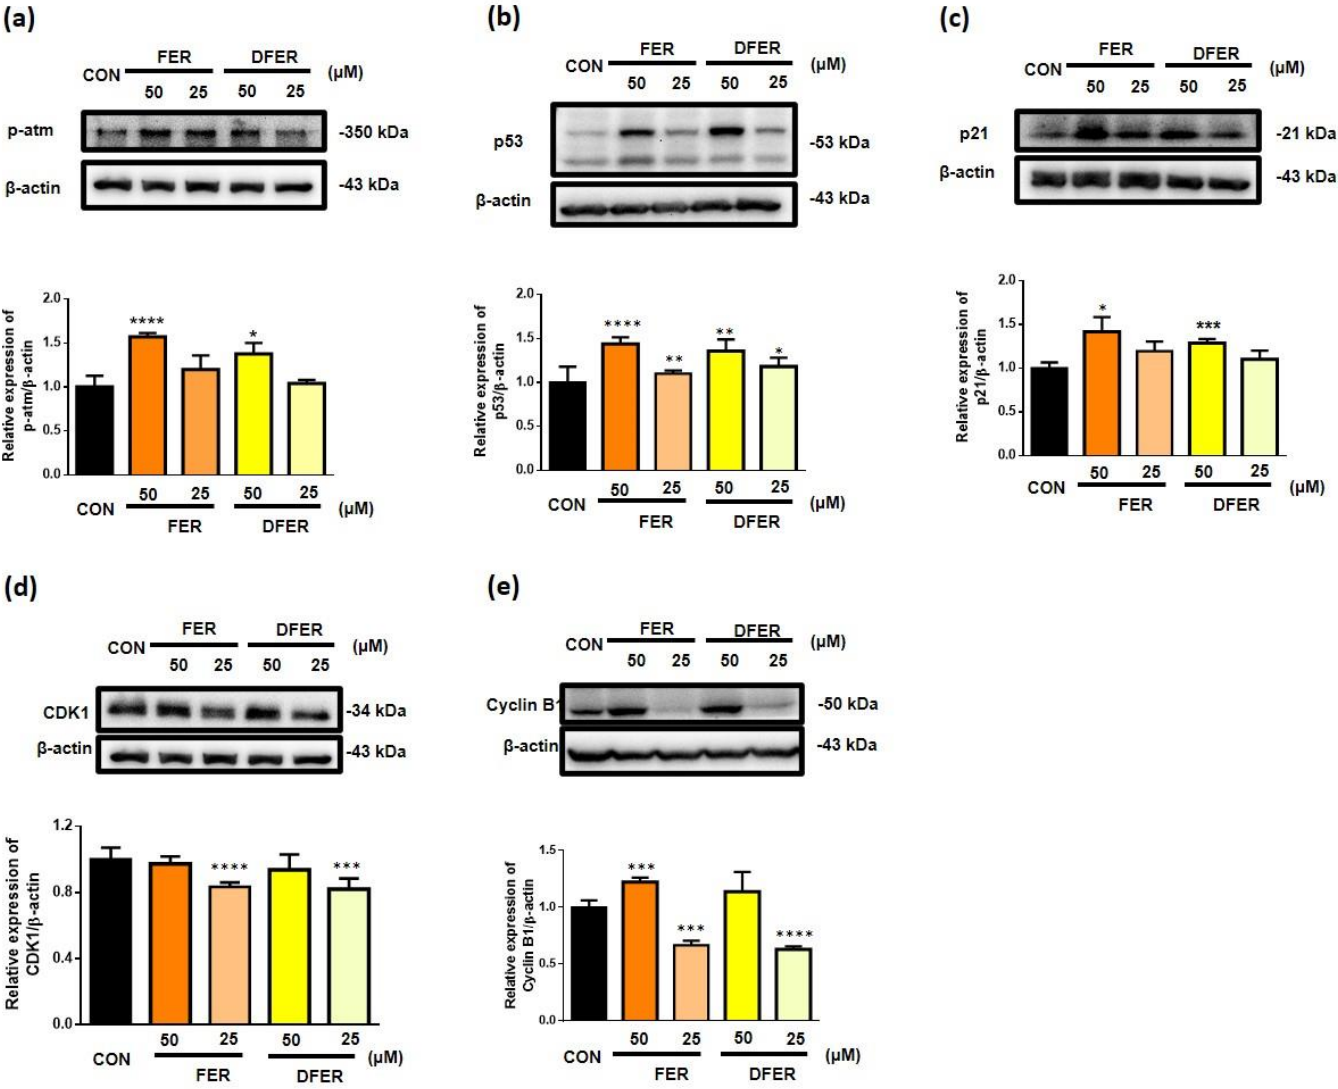 (a)
FER DFER
CON (μM)
50 25 50 25
p-atm -350 kDa
β-actin -43 kDa
Relative expression of
p-atm/β-actin
2.0
1.5
1.0
0.5
0.0
**** *
50 25 50 25
CON (μM)
FER DFER
(b)
FER DFER
CON (μM)
50 25 50 25
p53 -53 kDa
β-actin -43 kDa
Relative expression of
p53/β-actin
2.0
1.5
1.0
0.5
0.0
**** ** ** *
50 25 50 25
CON (μM)
FER DFER
(c)
FER DFER
CON (μM)
50 25 50 25
p21 -21 kDa
β-actin -43 kDa
Relative expression of
p21/β-actin
2.0
1.5
1.0
0.5
0.0
* ***
50 25 50 25
CON (μM)
FER DFER
(d)
FER DFER
CON (μM)
50 25 50 25
CDK1 -34 kDa
β-actin -43 kDa
Relative expression of
CDK1/β-actin
1.2
0.8
0.4
0.0
**** ***
50 25 50 25
CON (μM)
FER DFER
(e)
FER DFER
CON (μM)
50 25 50 25
Cyclin B1 -50 kDa
β-actin -43 kDa
Relative expression of
Cyclin B1/β-actin
1.5
1.0
0.5
0.0
*** *** ****
50 25 50 25
CON (μM)
FER DFER